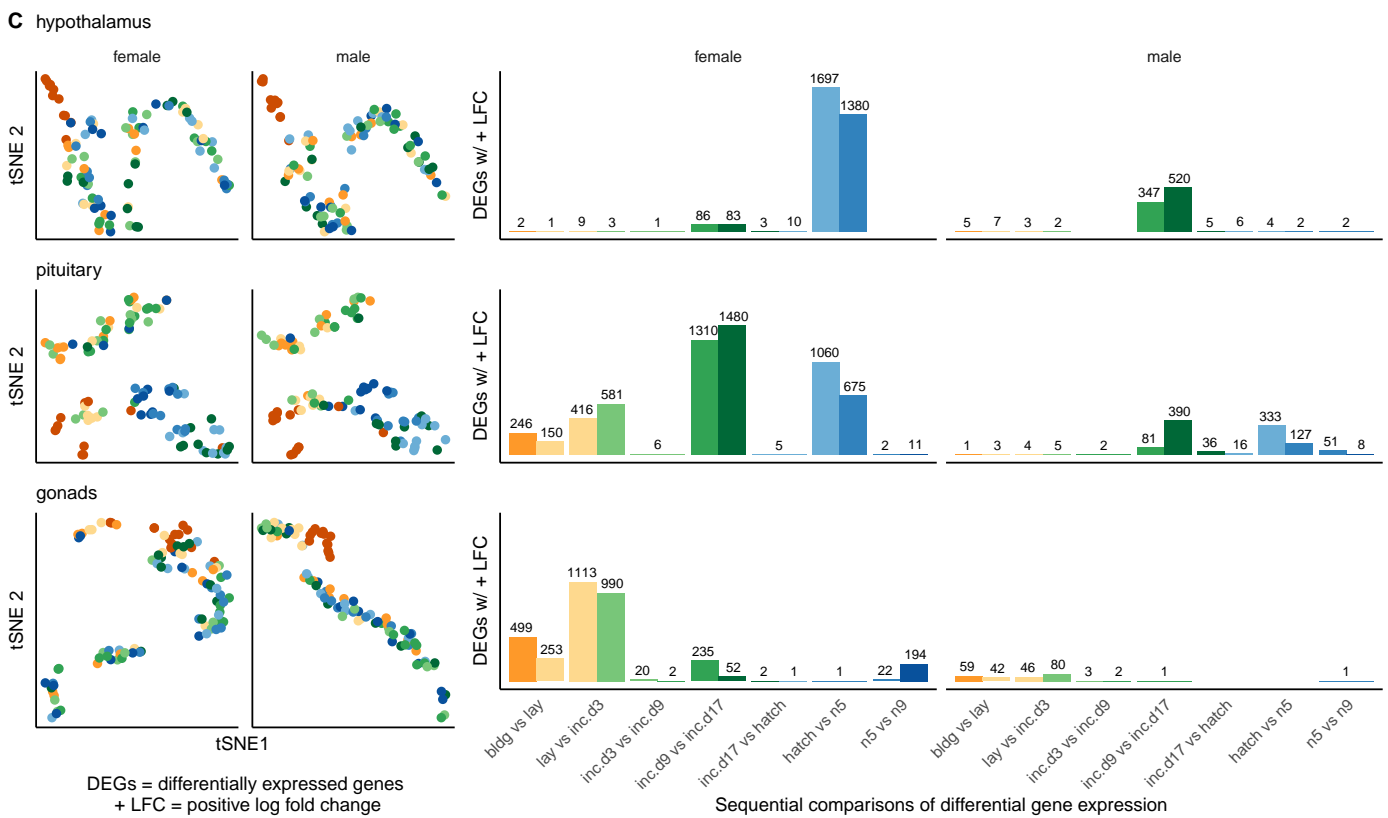 C hypothalamus
female male female male
tSNE 2
DEGs w/ + LFC
2 1 9 3 1 86 83 3 10 1697 1380
5 7 3 2 347 520 5 6 4 2 2
pituitary
tSNE 2
DEGs w/ + LFC
246 150 416 581 6 1310 1480 5 1060 675 2 11
1 3 4 5 2 81 390 36 16 333 127 51 8
gonads
tSNE 2
DEGs w/ + LFC
499 253 1113 990 20 2 235 52 2 1 1 22 194
59 42 46 80 3 2 1 1
tSNE1
bldg vs lay
lay vs inc.d3
inc.d3 vs inc.d9
inc.d9 vs inc.d17
inc.d17 vs hatch
hatch vs n5
n5 vs n9
bldg vs lay
lay vs inc.d3
inc.d3 vs inc.d9
inc.d9 vs inc.d17
inc.d17 vs hatch
hatch vs n5
n5 vs n9
DEGs = differentially expressed genes
+ LFC = positive log fold change
Sequential comparisons of differential gene expression